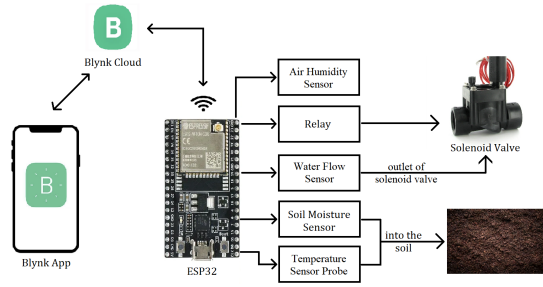 B
Blynk Cloud
B
Blynk App
ESP32
Air Humidity
Sensor
Relay
Water Flow
Sensor
Soil Moisture
Sensor
Temperature
Sensor Probe
outlet of
solenoid valve
into the
soil
Solenoid Valve